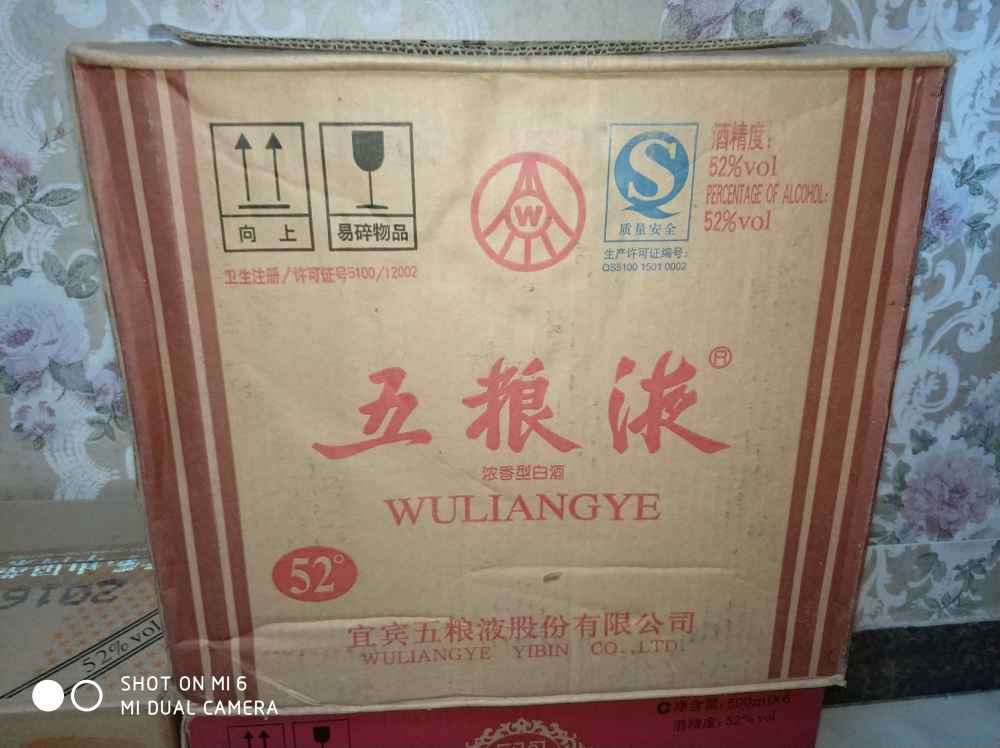 向 上
易碎物品
卫生注册/许可证号5100/12002
W
S
质量安全
生产许可证编号:
QS5100 1501 0002
酒精度:
52%vol
PERCENTAGE OF ALCOHOL:
52%vol
五粮液®
浓香型白酒
WULIANGYE
52°
宜宾五粮液股份有限公司
WULIANGYE YIBIN CO.,LTD.
2016
52%vol
净含量: 500mlX6
酒精度: 52% vol
SHOT ON MI 6
MI DUAL CAMERA